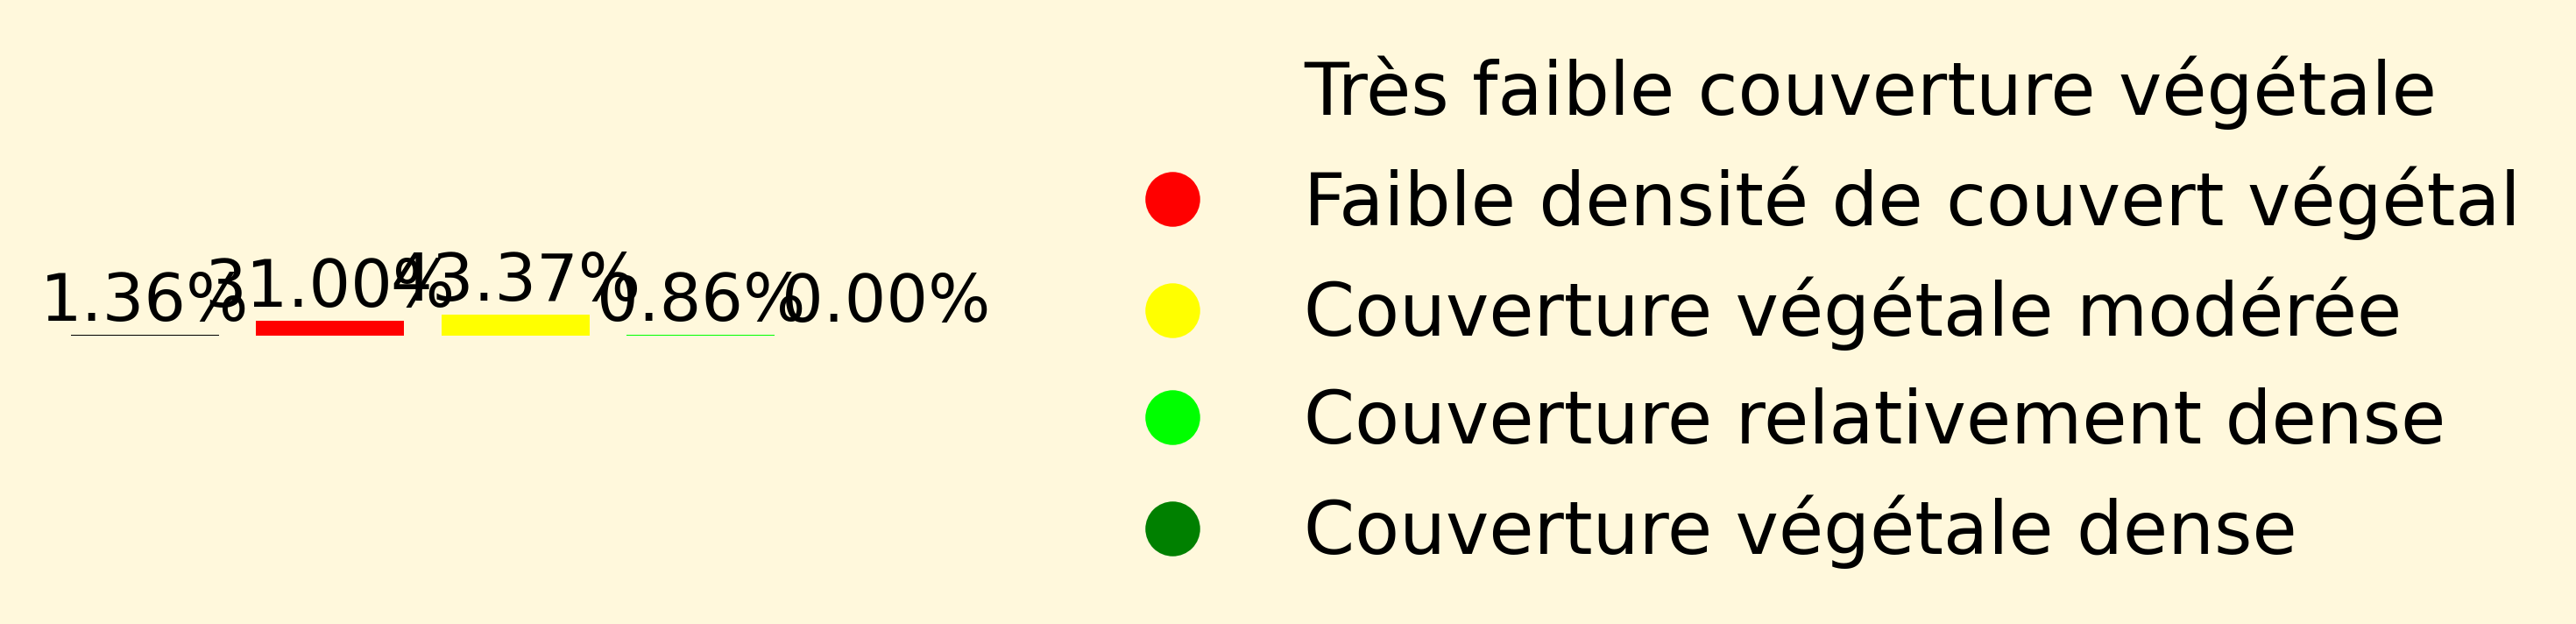 1.36%
31.00%
43.37%
0.86%
0.00%
Très faible couverture végétale
Faible densité de couvert végétal
Couverture végétale modérée
Couverture relativement dense
Couverture végétale dense